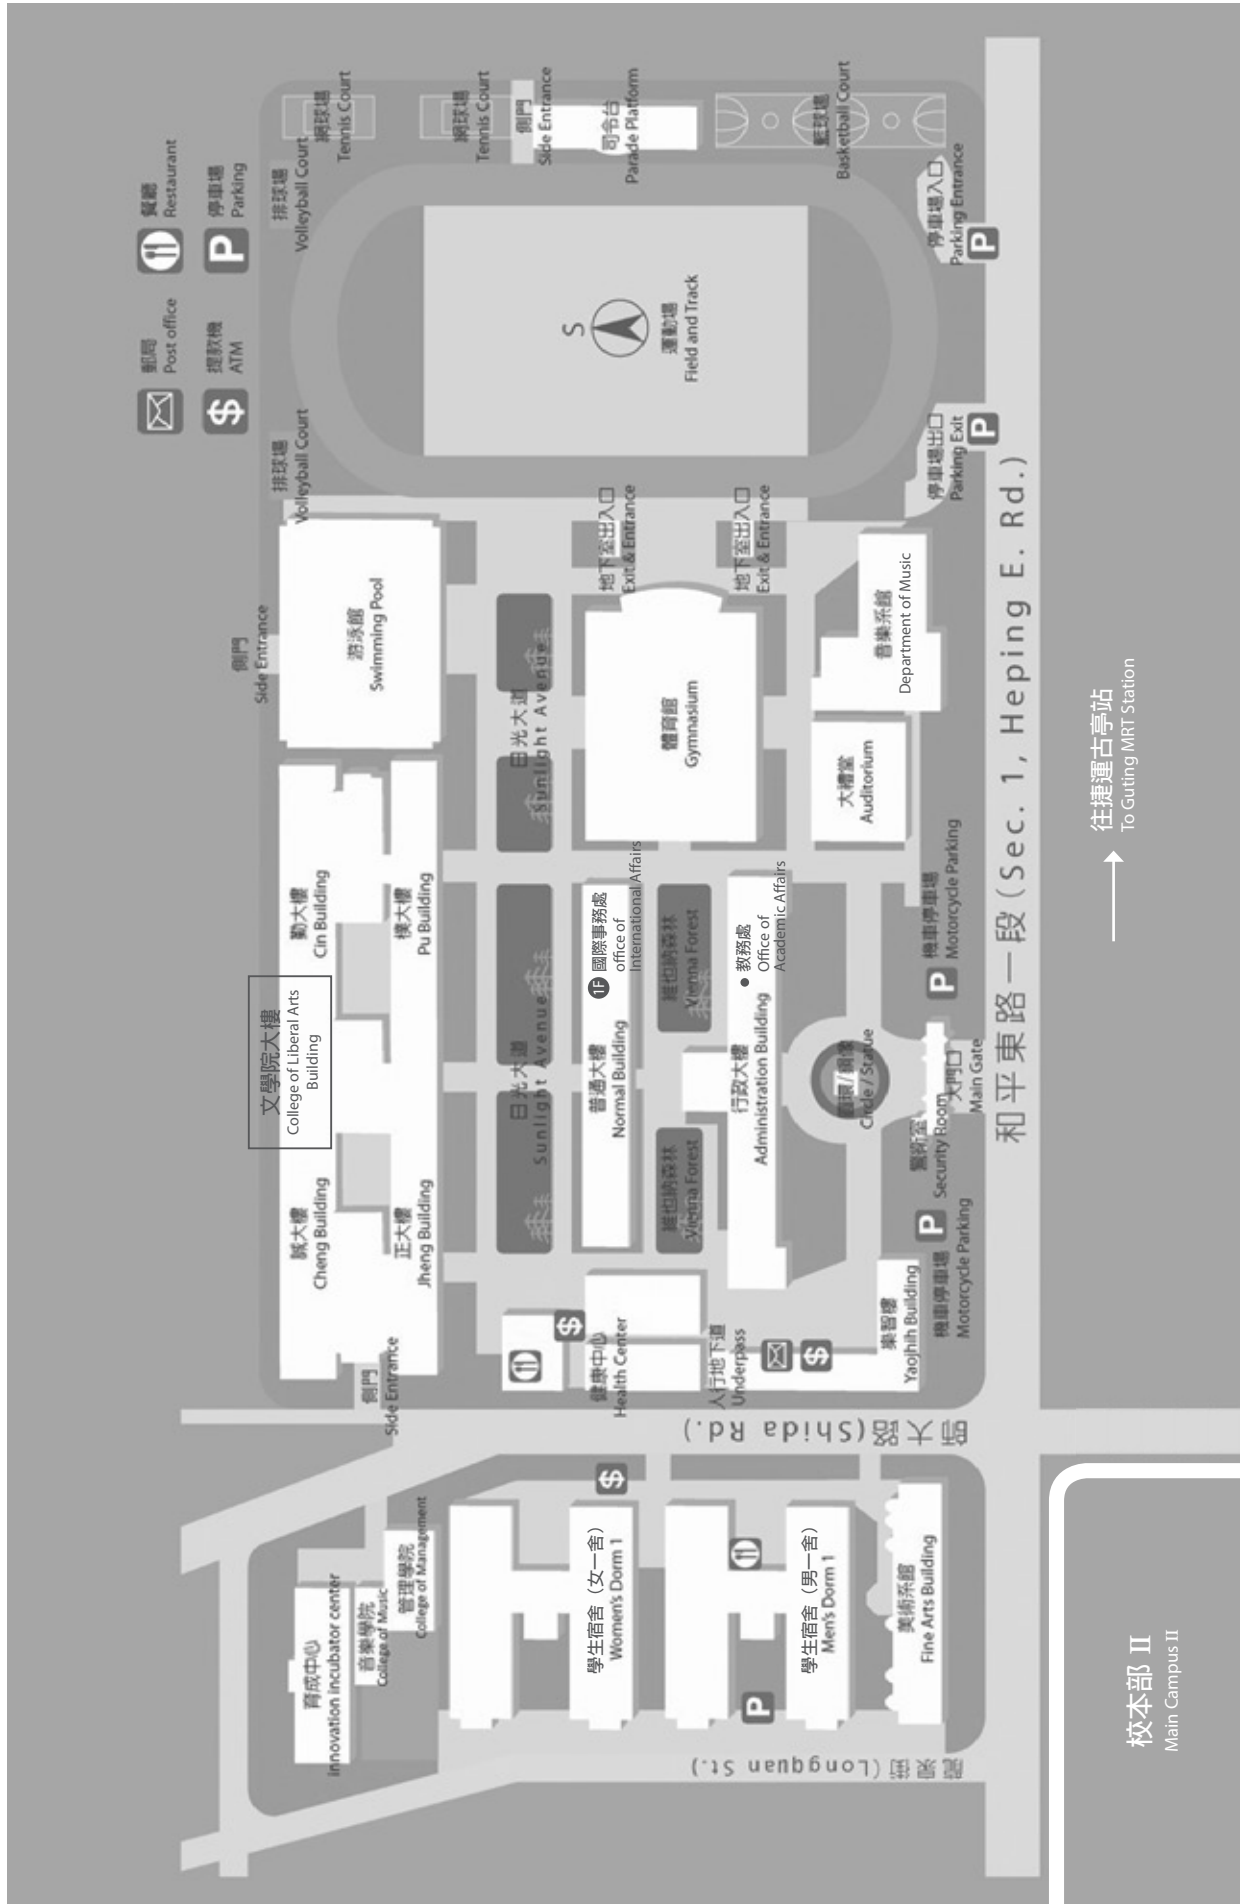 郵局
Post office
餐廳
Restaurant
提款機
ATM
停車場
Parking
側門
Side Entrance
排球場
Volleyball Court
排球場
Volleyball Court
網球場
Tennis Court
網球場
Tennis Court
側門
Side Entrance
司令台
Parade Platform
籃球場
Basketball Court
S
運動場
Field and Track
停車場入口
Parking Entrance
停車場出口
Parking Exit
游泳館
Swimming Pool
地下室出入口
Exit & Entrance
地下室出入口
Exit & Entrance
日光大道
Sunlight Avenue
體育館
Gymnasium
音樂系館
Department of Music
大禮堂
Auditorium
文學院大樓
College of Liberal Arts
Building
勤大樓
Cin Building
樸大樓
Pu Building
誠大樓
Cheng Building
正大樓
Jheng Building
側門
Side Entrance
日光大道
Sunlight Avenue
普通大樓
Normal Building
1F 國際事務處
office of
International Affairs
維也納森林
Vienna Forest
維也納森林
Vienna Forest
行政大樓
Administration Building
教務處
Office of
Academic Affairs
圓環/銅像
Circle / Statue
機車停車場
Motorcycle Parking
大門口
Main Gate
警衛室
Security Room
機車停車場
Motorcycle Parking
樂智樓
Yaojhih Building
健康中心
Health Center
人行地下道
Underpass
師大路(Shida Rd.)
和平東路一段(Sec. 1, Heping E. Rd.)
往捷運古亭站
To Guting MRT Station
育成中心
innovation incubator center
音樂學院
College of Music
管理學院
College of Management
學生宿舍(女一舍)
Women's Dorm 1
學生宿舍(男一舍)
Men's Dorm 1
美術系館
Fine Arts Building
龍泉街(Longquan St.)
校本部 II
Main Campus II